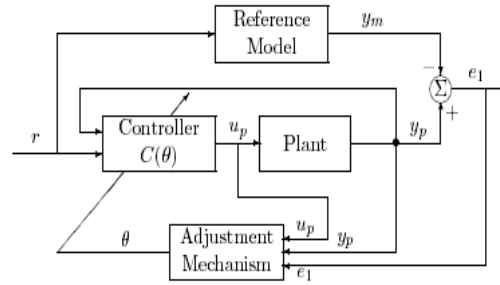 Reference
Model
y_m
−
e_1
Σ
+
r
Controller
C(θ)
u_p
Plant
y_p
θ
Adjustment
Mechanism
u_p
y_p
e_1